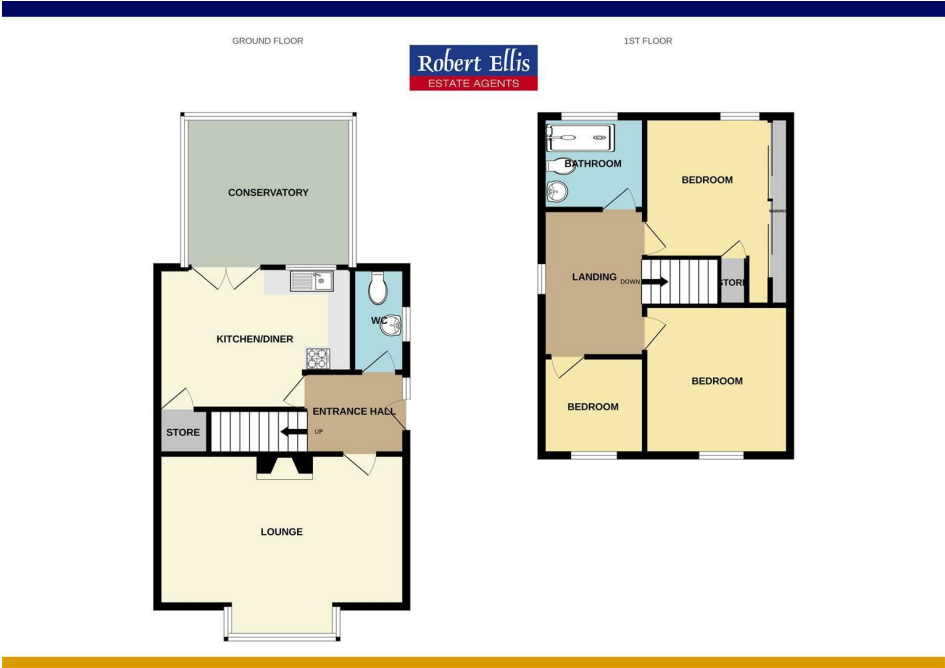 GROUND FLOOR
1ST FLOOR
Robert Ellis
ESTATE AGENTS
CONSERVATORY
KITCHEN/DINER
WC
ENTRANCE HALL
STORE
UP
LOUNGE
BATHROOM
BEDROOM
LANDING
DOWN
STORE
BEDROOM
BEDROOM